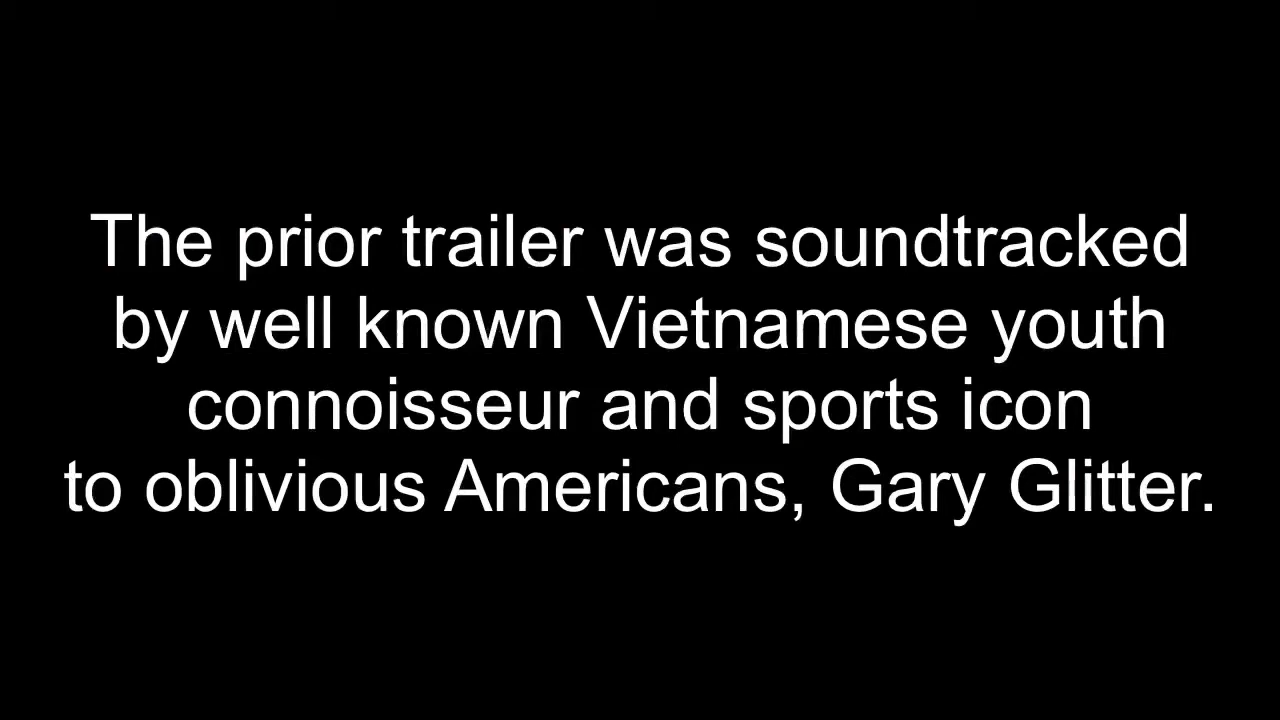 The prior trailer was soundtracked
by well known Vietnamese youth
connoisseur and sports icon
to oblivious Americans, Gary Glitter.